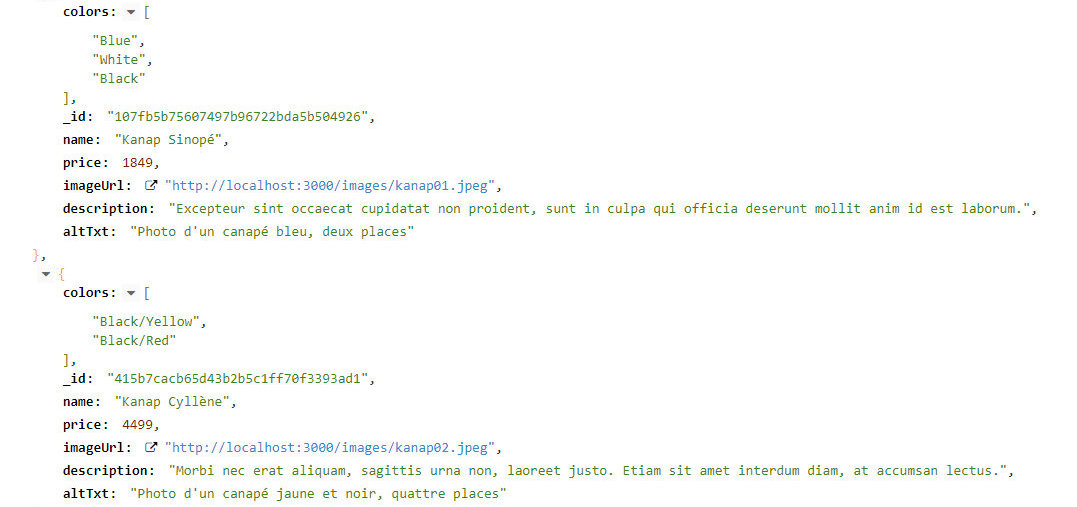 colors: [
"Blue",
"White",
"Black"
],
_id: "107fb5b75607497b96722bda5b504926",
name: "Kanap Sinopé",
price: 1849,
imageUrl: "http://localhost:3000/images/kanap01.jpeg",
description: "Excepteur sint occaecat cupidatat non proident, sunt in culpa qui officia deserunt mollit anim id est laborum.",
altTxt: "Photo d'un canapé bleu, deux places"
},
{
colors: [
"Black/Yellow",
"Black/Red"
],
_id: "415b7cacb65d43b2b5c1ff70f3393ad1",
name: "Kanap Cyllène",
price: 4499,
imageUrl: "http://localhost:3000/images/kanap02.jpeg",
description: "Morbi nec erat aliquam, sagittis urna non, laoreet justo. Etiam sit amet interdum diam, at accumsan lectus.",
altTxt: "Photo d'un canapé jaune et noir, quattre places"